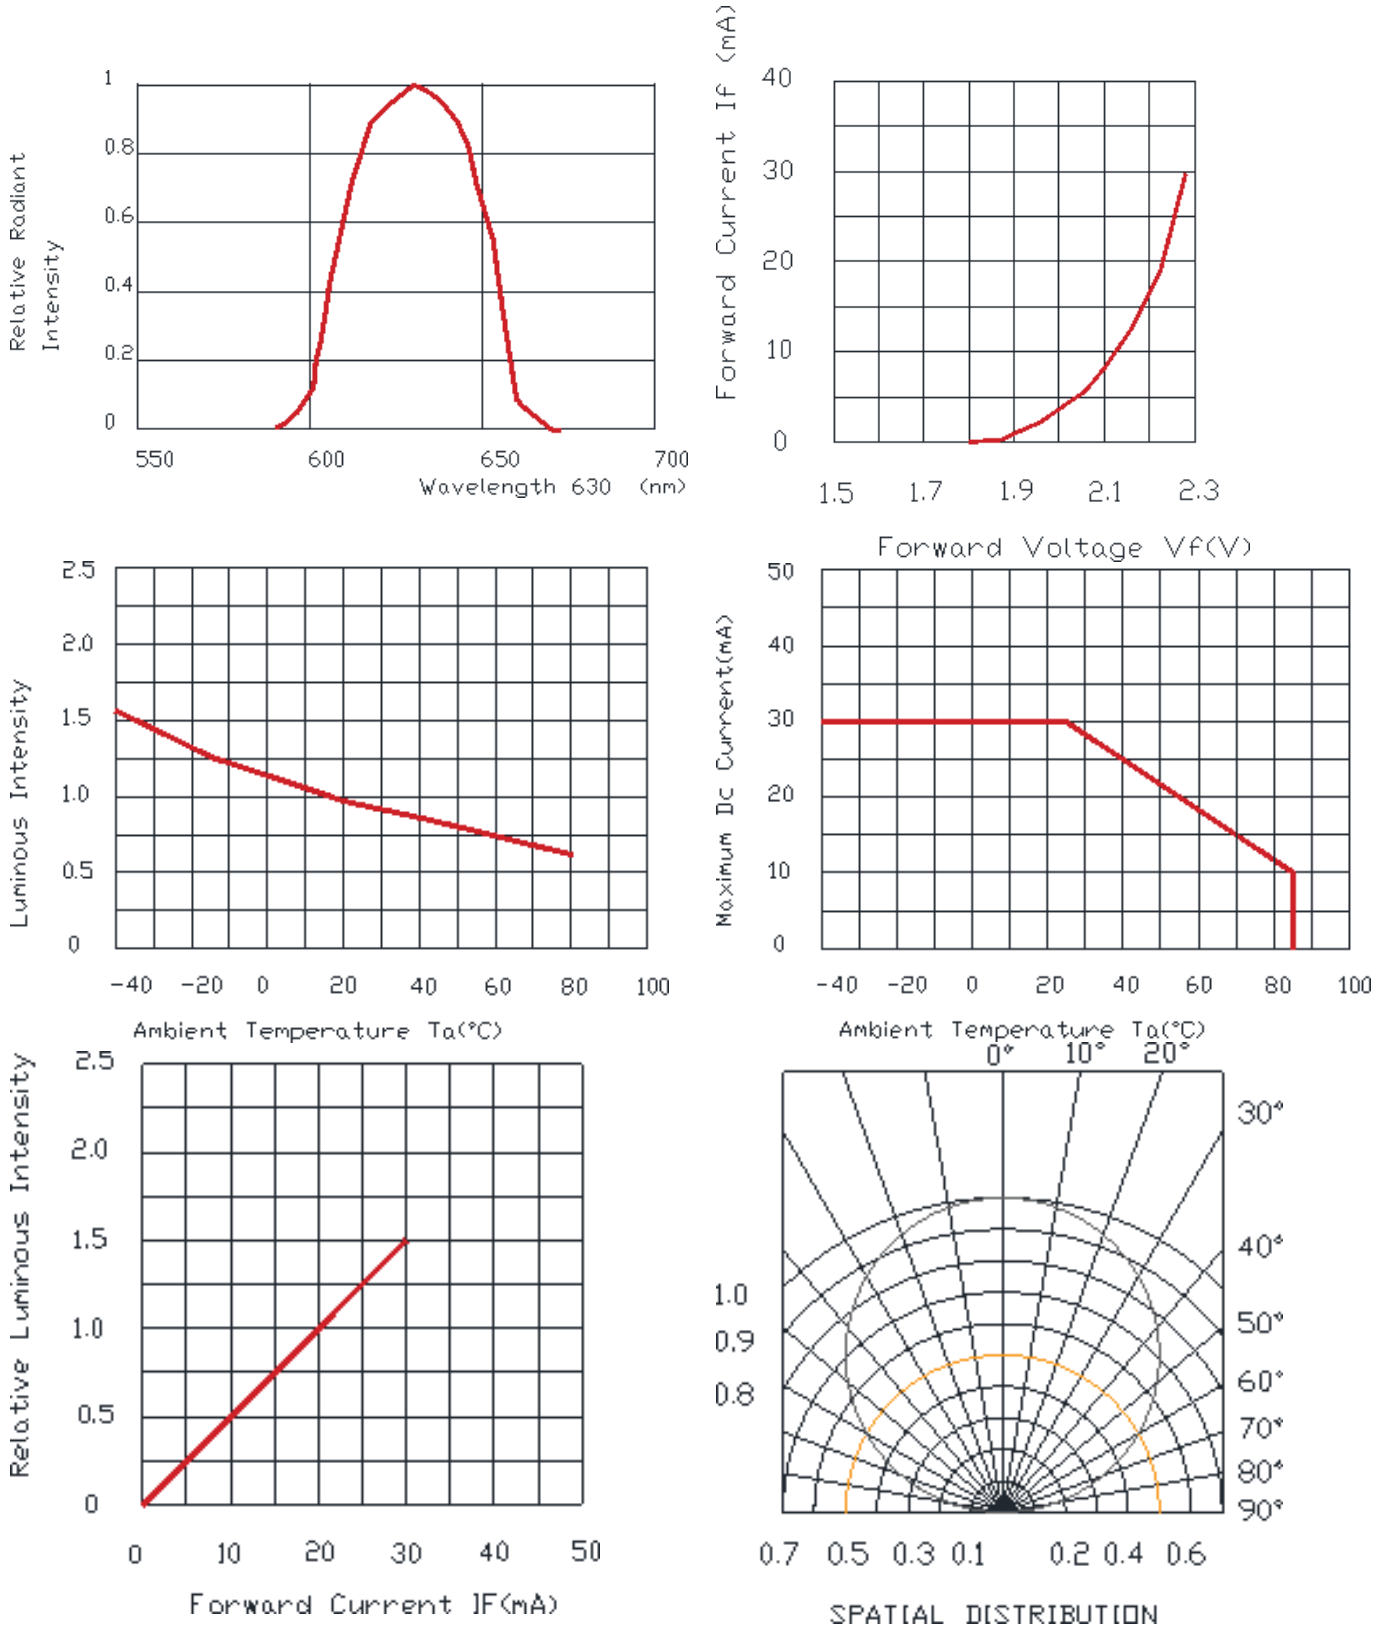 1
0.8
0.6
0.4
0.2
0
Relative Radiant
Intensity
550 600 650 700
Wavelength 630 (nm)
Forward Current If (mA)
40
30
20
10
0
1.5 1.7 1.9 2.1 2.3
Forward Voltage Vf(V)
Luminous Intensity
2.5
2.0
1.5
1.0
0.5
0
-40 -20 0 20 40 60 80 100
Ambient Temperature Ta(°C)
Maximum Dc Current(mA)
50
40
30
20
10
0
-40 -20 0 20 40 60 80 100
Ambient Temperature Ta(°C)
Relative Luminous Intensity
2.5
2.0
1.5
1.0
0.5
0
0 10 20 30 40 50
Forward Current IF(mA)
0° 10° 20°
30°
40°
50°
60°
70°
80°
90°
1.0
0.9
0.8
0.7 0.5 0.3 0.1 0.2 0.4 0.6
SPATIAL DISTRIBUTION